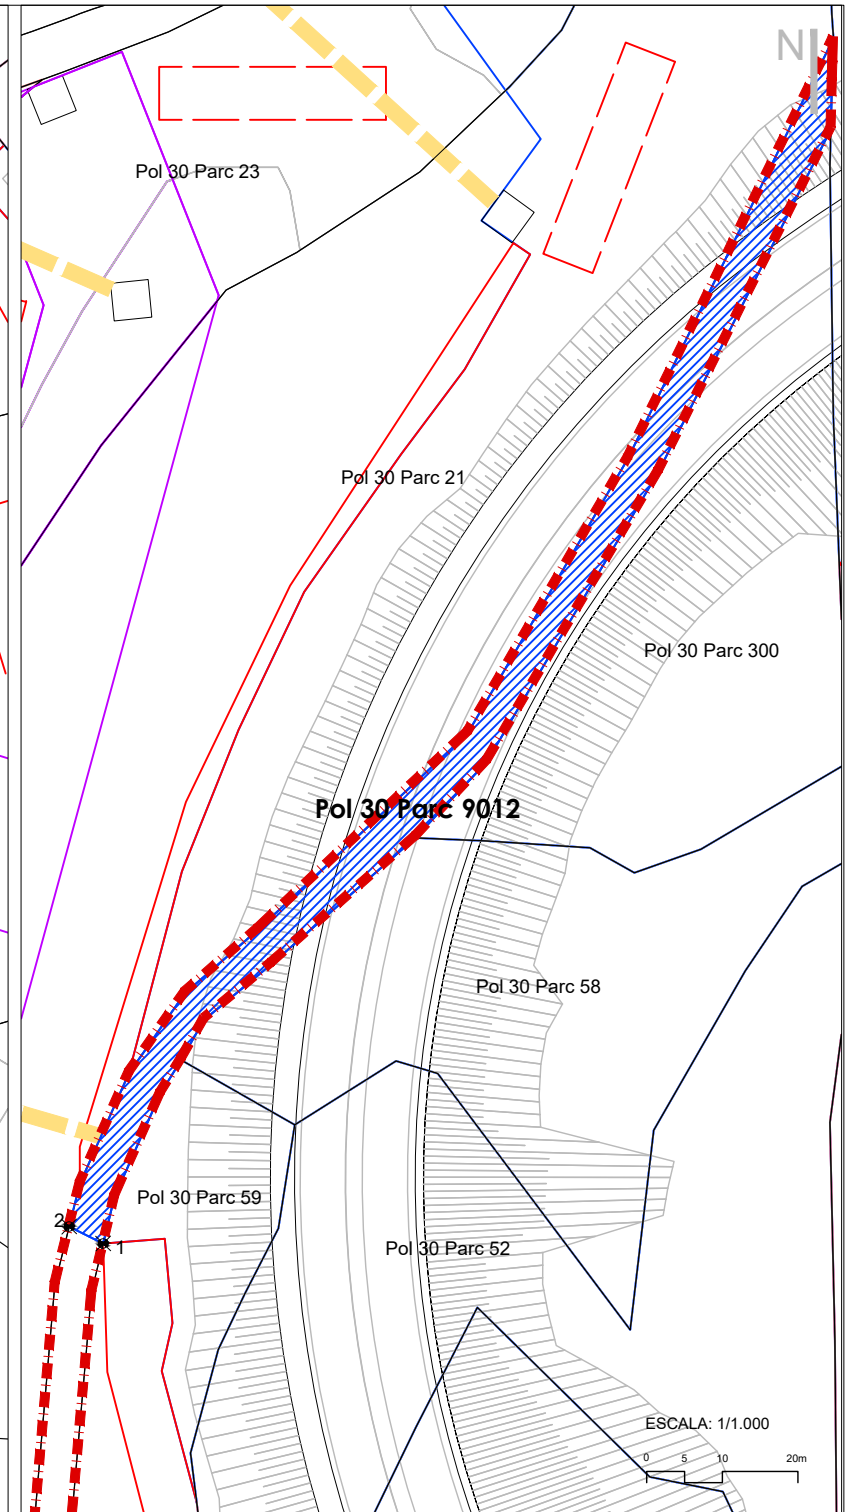 N
Pol 30 Parc 23
Pol 30 Parc 21
Pol 30 Parc 300
Pol 30 Parc 9012
Pol 30 Parc 58
Pol 30 Parc 59
2
1
Pol 30 Parc 52
ESCALA: 1/1.000
0 5 10 20m